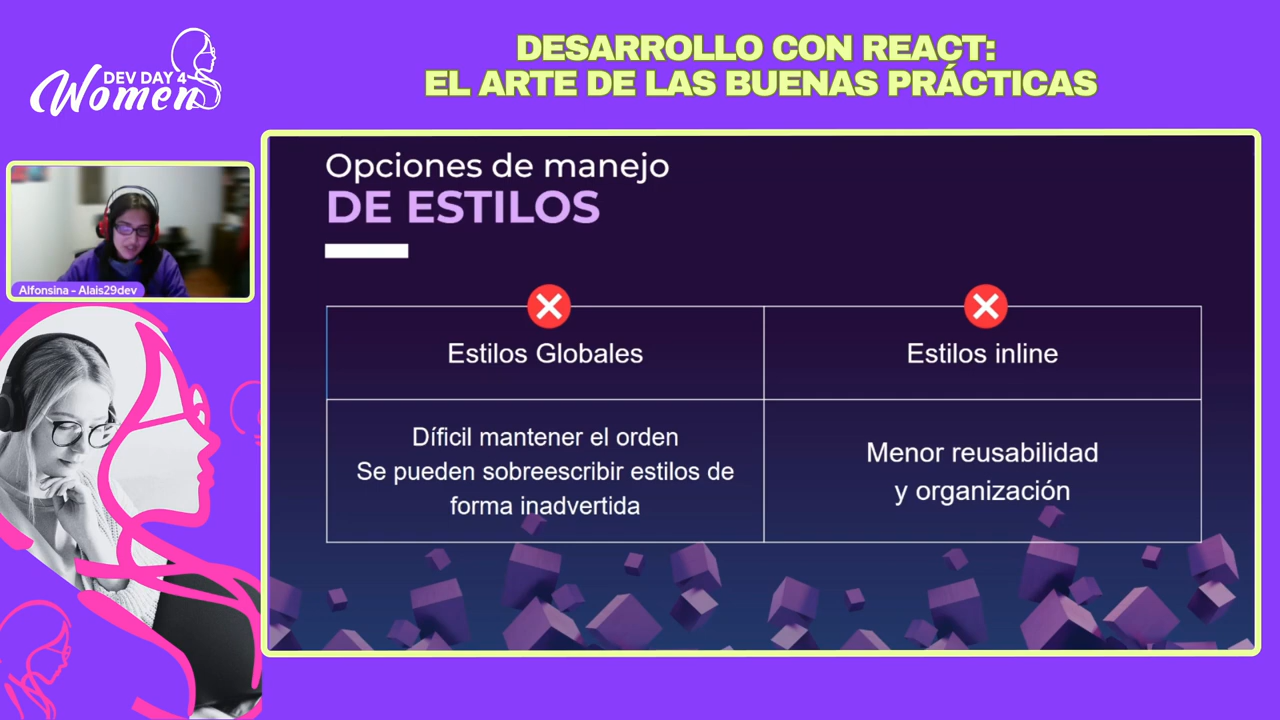 DEV DAY 4
Women
DESARROLLO CON REACT:
EL ARTE DE LAS BUENAS PRÁCTICAS
Alfonsina - Alais29dev
Opciones de manejo
DE ESTILOS
Estilos Globales
Estilos inline
Díficil mantener el orden
Se pueden sobreescribir estilos de
forma inadvertida
Menor reusabilidad
y organización